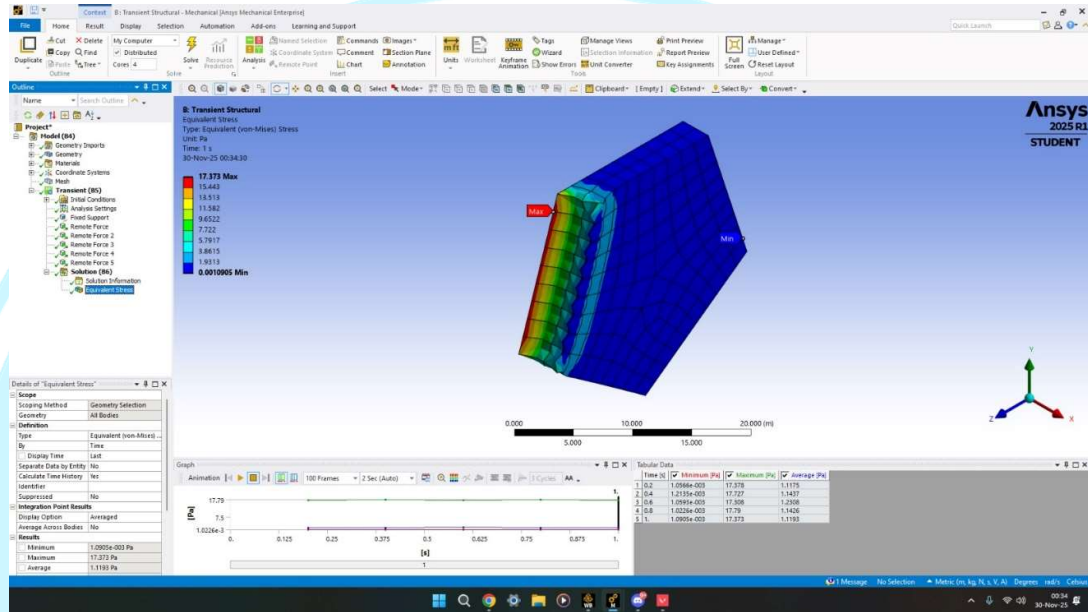 Context B : Transient Structural - Mechanical [Ansys Mechanical Enterprise]
File Home Result Display Selection Automation Add-ons Learning and Support
Quick Launch
Duplicate
Cut Copy Paste
Delete Find Tree
Outline
My Computer
Distributed
Cores 4
Solve
Resource Prediction
Solve
Analysis
Named Selection
Coordinate System
Remote Point
Commands
Comment
Chart
Images
Section Plane
Annotation
Insert
Units
Worksheet
Keyframe Animation
Tags
Wizard
Show Errors
Manage Views
Selection Information
Unit Converter
Print Preview
Report Preview
Key Assignments
Tools
Full Screen
Manage
User Defined
Reset Layout
Layout
Outline
Select Mode
Clipboard [ Empty ] Extend Select By Convert
Name Search Outline
Project*
Model (B4)
Geometry Imports
Geometry
Materials
Coordinate Systems
Mesh
Transient (B5)
Initial Conditions
Analysis Settings
Fixed Support
Remote Force
Remote Force 2
Remote Force 3
Remote Force 4
Remote Force 5
Solution (B6)
Solution Information
Equivalent Stress
B: Transient Structural
Equivalent Stress
Type: Equivalent (von-Mises) Stress
Unit: Pa
Time: 1 s
30-Nov-25 00:34:30
17.373 Max
15.443
13.513
11.582
9.6522
7.722
5.7917
3.8615
1.9313
0.0010905 Min
Max
Min
Ansys
2025 R1
STUDENT
Y
Z
X
0.000 10.000 20.000 (m)
5.000 15.000
Details of "Equivalent Stress"
Scope
Scoping Method Geometry Selection
Geometry All Bodies
Definition
Type Equivalent (von-Mises) ...
By Time
Display Time Last
Separate Data by Entity No
Calculate Time History Yes
Identifier
Suppressed No
Integration Point Results
Display Option Averaged
Average Across Bodies No
Results
Minimum 1.0905e-003 Pa
Maximum 17.373 Pa
Average 1.1193 Pa
Graph
Animation 100 Frames 2 Sec (Auto) 3 Cycles
1.
17.79
7.5
1.0226e-3
[Pa]
0. 0.125 0.25 0.375 0.5 0.625 0.75 0.875 1.
[s]
1
Tabular Data
Time [s] Minimum [Pa] Maximum [Pa] Average [Pa]
1 0.2 1.0566e-003 17.378 1.1175
2 0.4 1.2135e-003 17.727 1.1437
3 0.6 1.0595e-003 17.308
4 0.8 1.0226e-003 17.79 1.1426
5 1. 1.0905e-003 17.373 1.1193
1 Message No Selection Metric (m, kg, N, s, V, A) Degrees rad/s Celsius
00:34
30-Nov-25